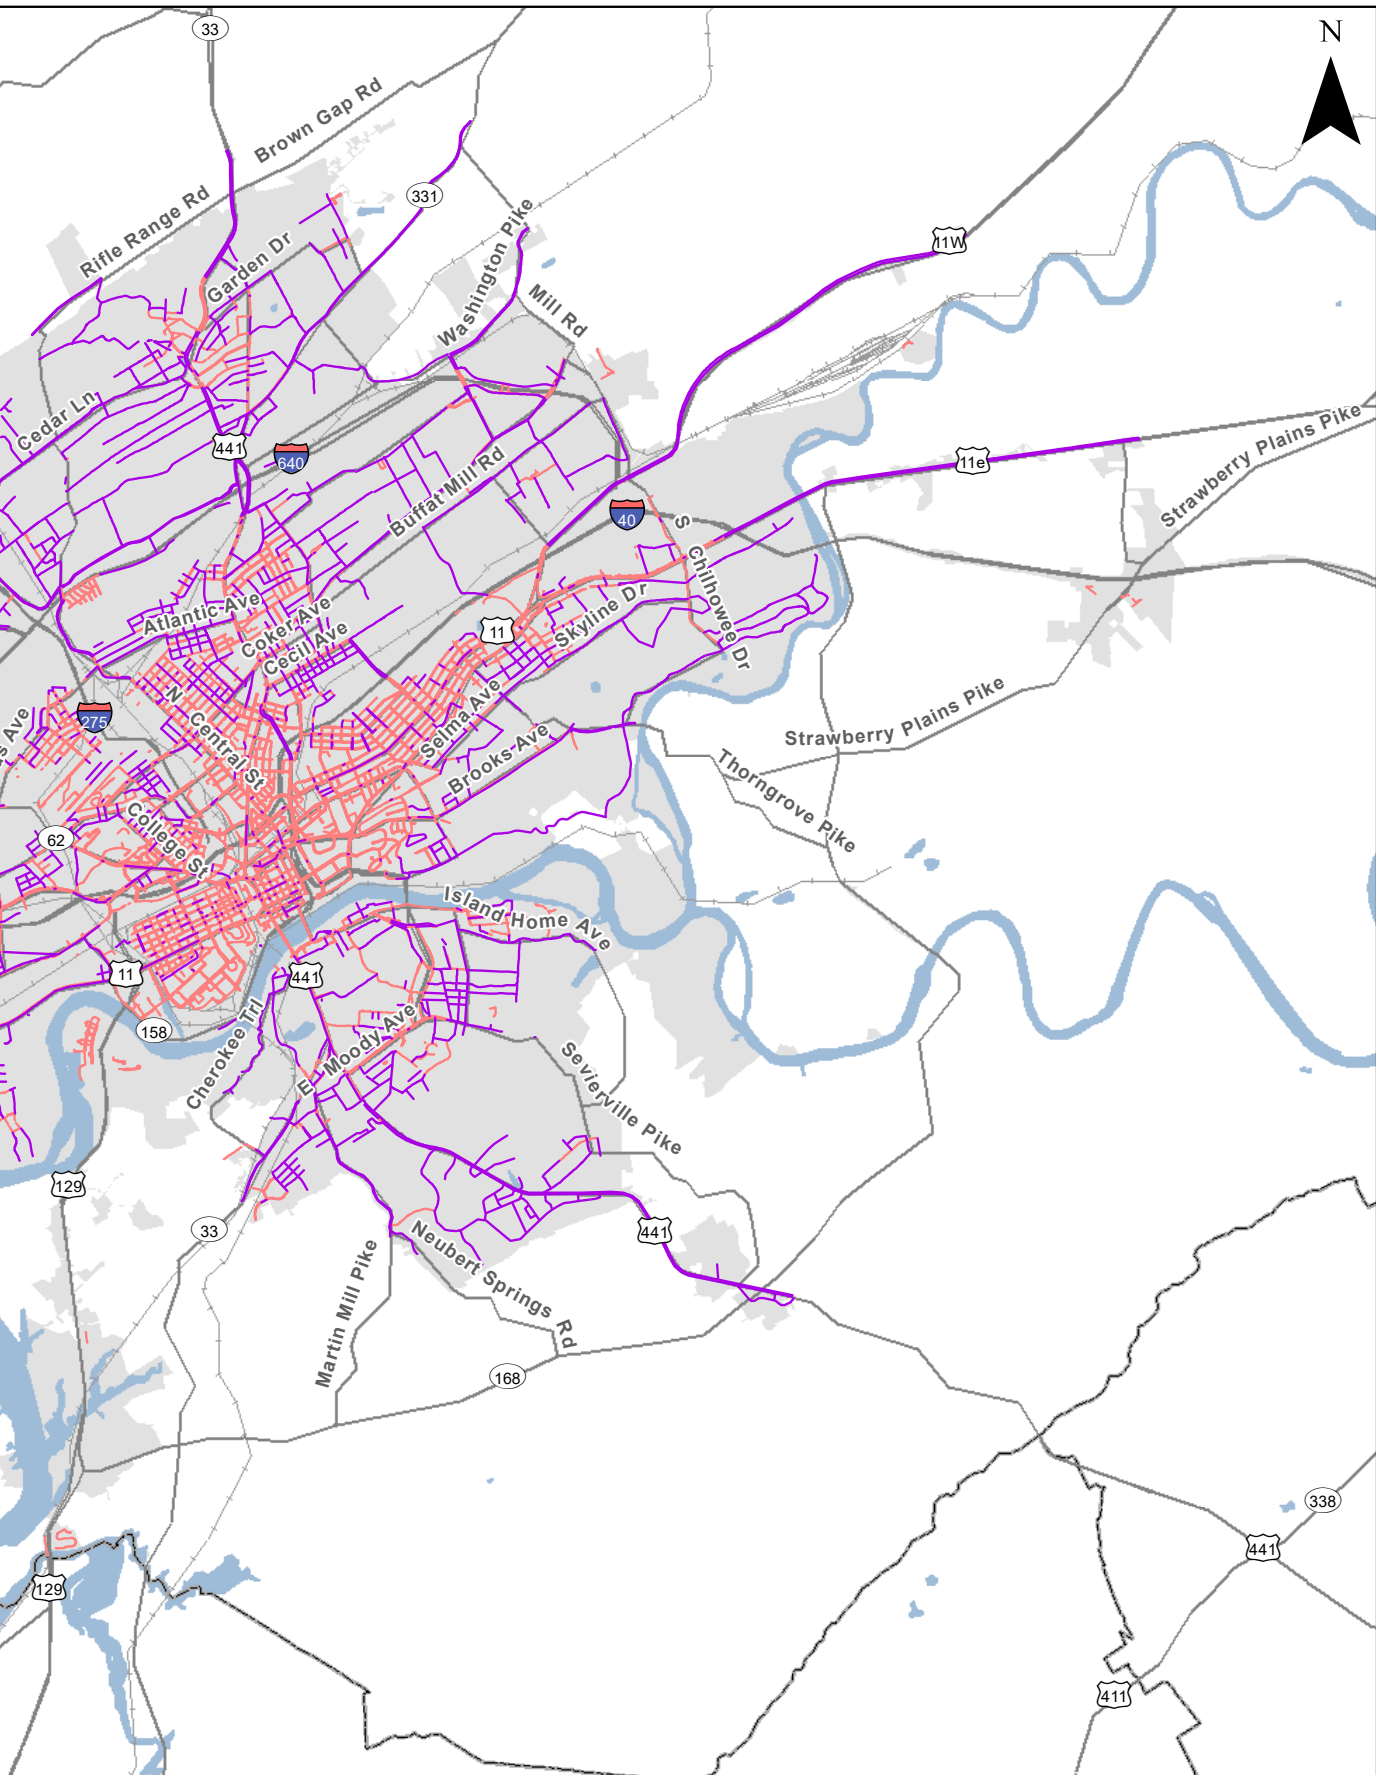 33
N
Brown Gap Rd
331
Rifle Range Rd
Washington Pike
11W
Garden Dr
Mill Rd
Cedar Ln
441
640
11e
Strawberry Plains Pike
Buffat Mill Rd
40
S Chilhowee Dr
Atlantic Ave
Coker Ave
Cecil Ave
11
Skyline Dr
275
N Central St
Selma Ave
s Ave
Brooks Ave
Strawberry Plains Pike
Thorngrove Pike
62
College St
Island Home Ave
11
441
158
Cherokee Trl
E Moody Ave
Sevierville Pike
129
33
441
Neubert Springs Rd
Martin Mill Pike
168
338
441
129
411